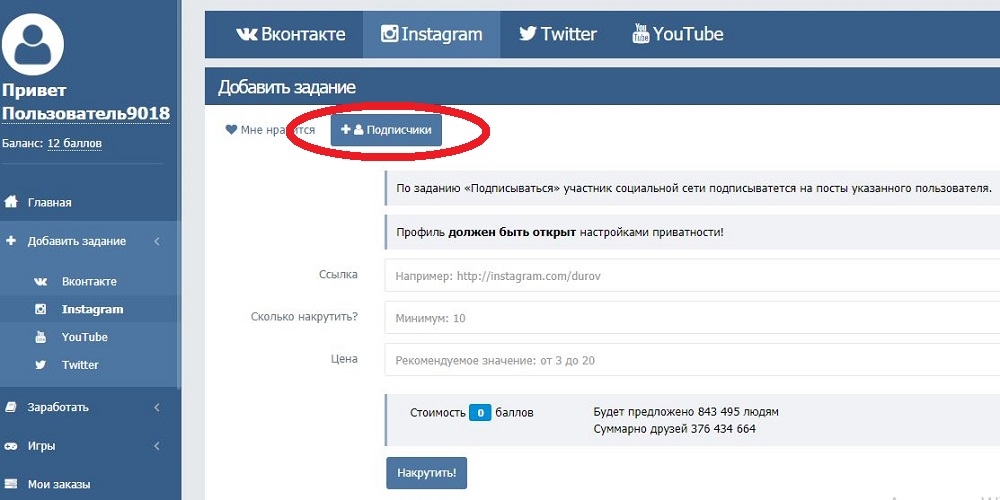 Привет
Пользователь9018
Баланс: 12 баллов
Главная
Добавить задание
Вконтакте
Instagram
YouTube
Twitter
Заработать
Игры
Мои заказы
Вконтакте Instagram Twitter YouTube
Добавить задание
Мне нравится Подписчики
По заданию «Подписываться» участник социальной сети подписыватется на посты указанного пользователя.
Профиль должен быть открыт настройками приватности!
Ссылка Например: http://instagram.com/durov
Сколько накрутить? Минимум: 10
Цена Рекомендуемое значение: от 3 до 20
Стоимость 0 баллов
Будет предложено 843 495 людям
Суммарно друзей 376 434 664
Накрутить!